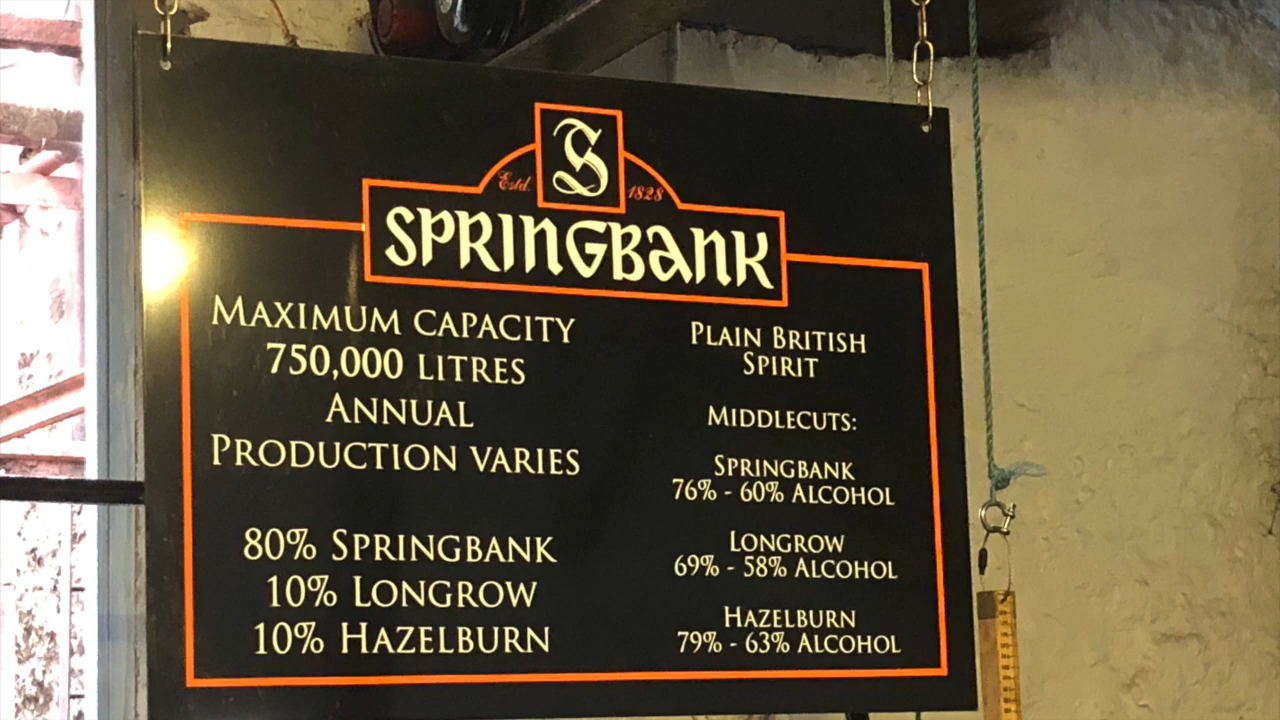 S
Estd. 1828
SPRINGBANK
MAXIMUM CAPACITY
750,000 LITRES
ANNUAL
PRODUCTION VARIES
80% SPRINGBANK
10% LONGROW
10% HAZELBURN
PLAIN BRITISH
SPIRIT
MIDDLECUTS:
SPRINGBANK
76% - 60% ALCOHOL
LONGROW
69% - 58% ALCOHOL
HAZELBURN
79% - 63% ALCOHOL